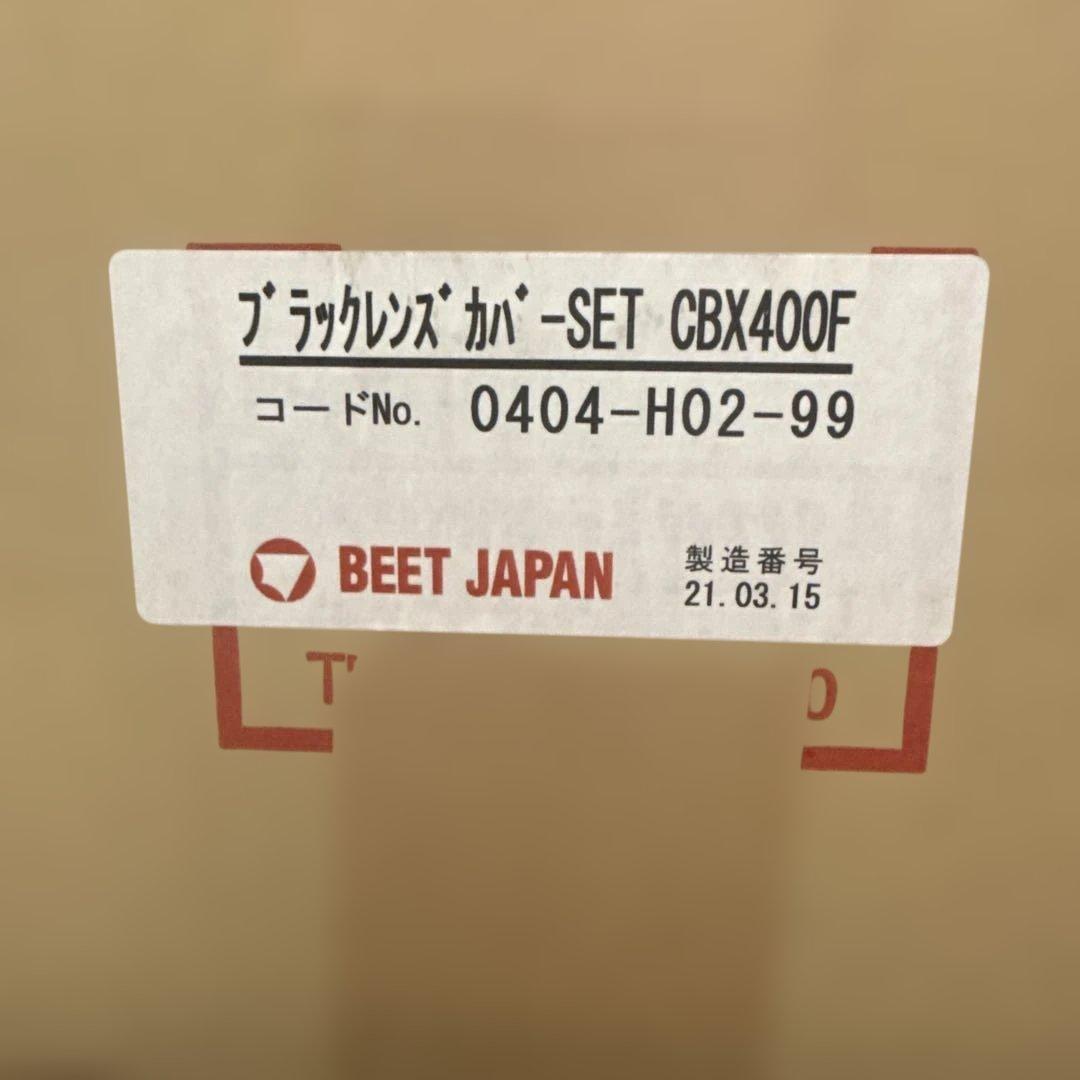 ﾌﾞﾗｯｸﾚﾝｽﾞｶﾊﾞｰSET CBX400F
コードNo. 0404-H02-99
BEET JAPAN
製造番号
21.03.15